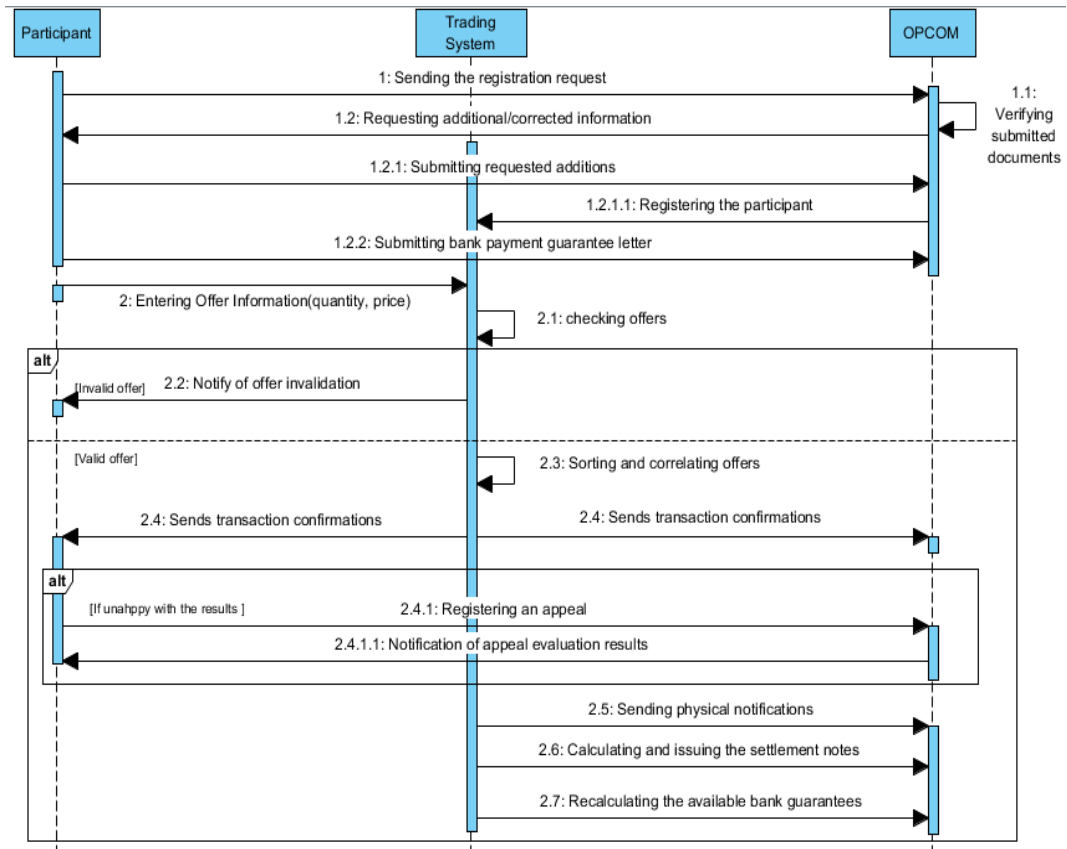 Participant
Trading
System
OPCOM
1: Sending the registration request
1.1:
Verifying
submitted
documents
1.2: Requesting additional/corrected information
1.2.1: Submitting requested additions
1.2.1.1: Registering the participant
1.2.2: Submitting bank payment guarantee letter
2: Entering Offer Information(quantity, price)
2.1: checking offers
alt
[Invalid offer]
2.2: Notify of offer invalidation
[Valid offer]
2.3: Sorting and correlating offers
2.4: Sends transaction confirmations
2.4: Sends transaction confirmations
alt
[If unahppy with the results ]
2.4.1: Registering an appeal
2.4.1.1: Notification of appeal evaluation results
2.5: Sending physical notifications
2.6: Calculating and issuing the settlement notes
2.7: Recalculating the available bank guarantees